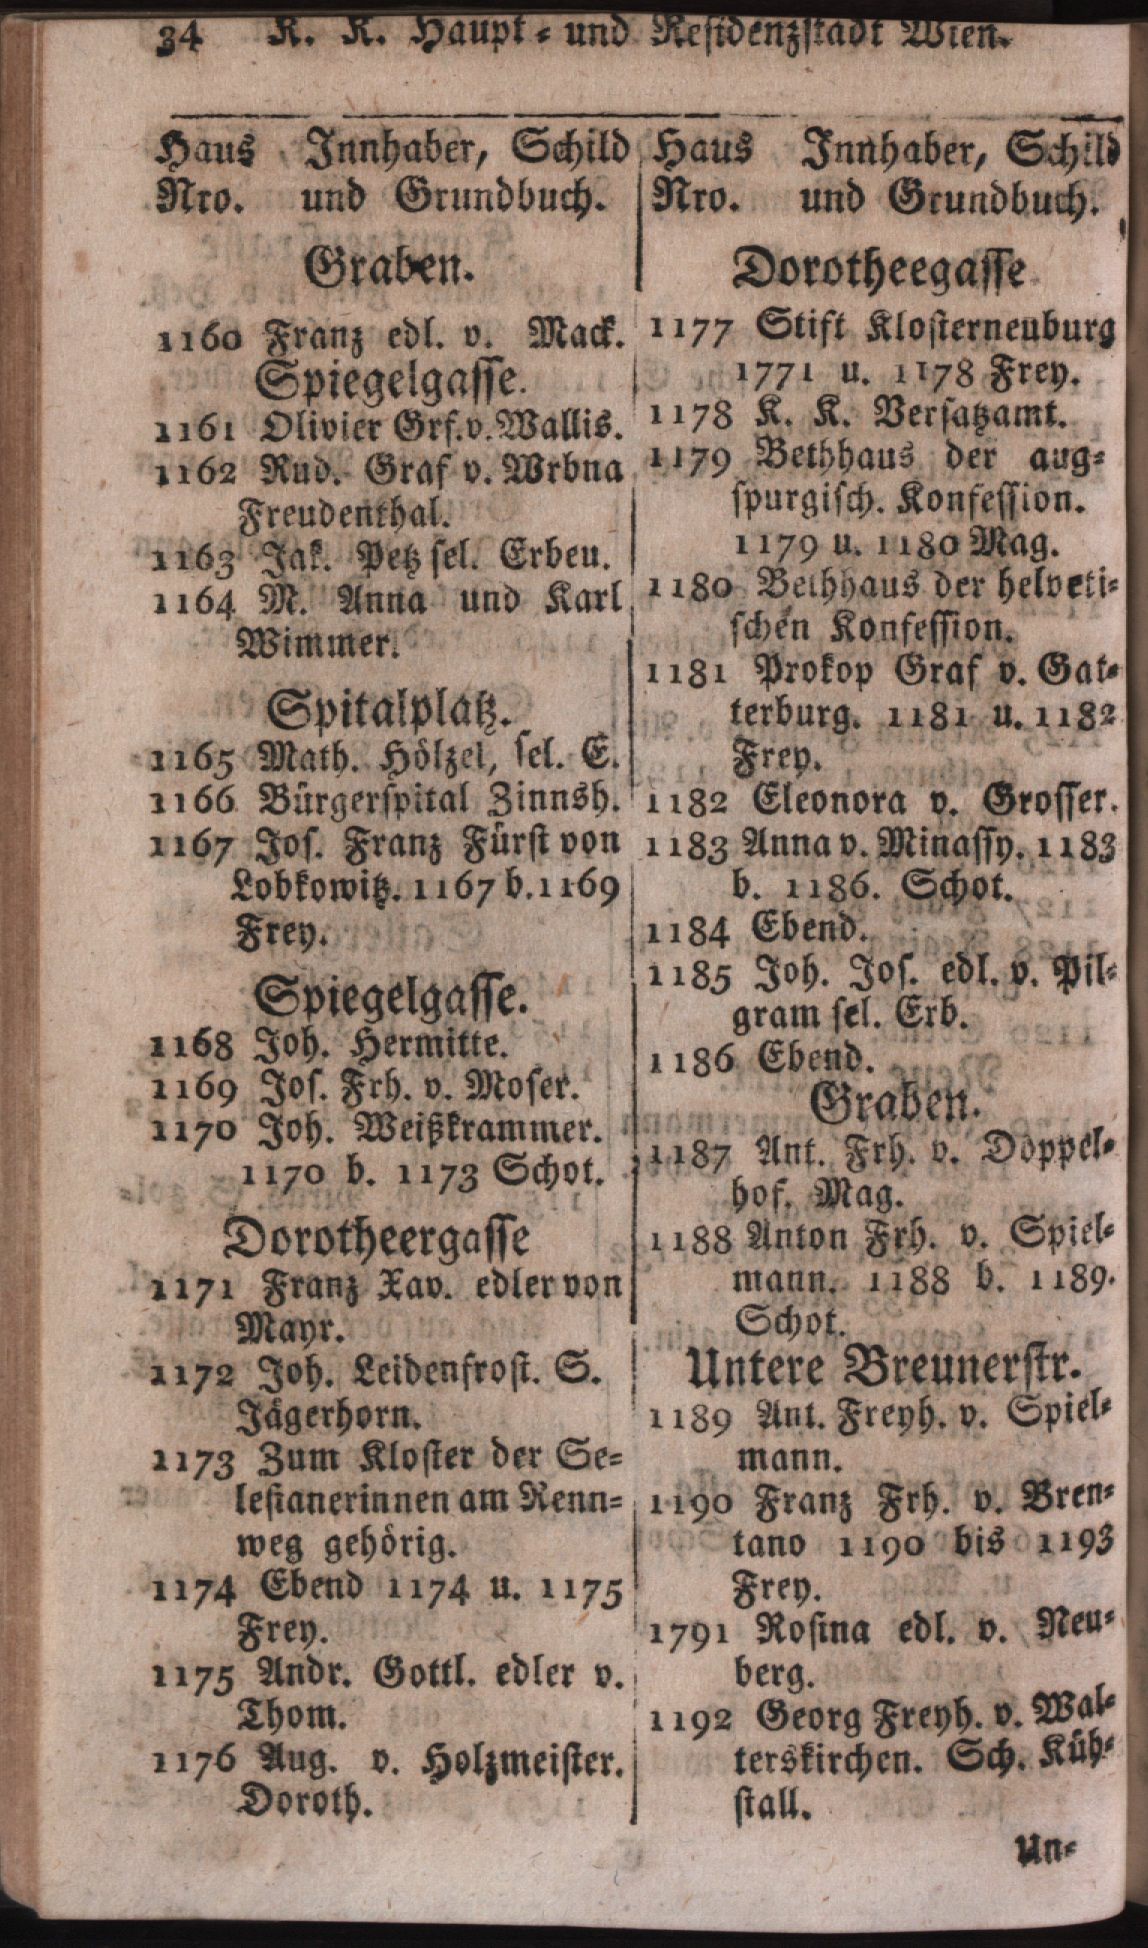 34 K. K. Haupt- und Residenzstadt Wien.
Haus Innhaber, Schild
Nro. und Grundbuch.
Graben.
1160 Franz edl. v. Mack.
Spiegelgasse.
1161 Olivier Grf. v. Wallis.
1162 Rud. Graf v. Wrbna
Freudenthal.
1163 Jak. Petz sel. Erben.
1164 M. Anna und Karl
Wimmer.
Spitalplatz.
1165 Math. Hölzel, sel. E.
1166 Bürgerspital Zinnsh.
1167 Jos. Franz Fürst von
Lobkowitz. 1167 b. 1169
Frey.
Spiegelgasse.
1168 Joh. Hermitte.
1169 Jos. Frh. v. Moser.
1170 Joh. Weißkrammer.
1170 b. 1173 Schot.
Dorotheergasse
1171 Franz Xav. edler von
Mayr.
1172 Joh. Leidenfrost. S.
Jägerhorn.
1173 Zum Kloster der Se-
lesianerinnen am Renn-
weg gehörig.
1174 Ebend 1174 u. 1175
Frey.
1175 Andr. Gottl. edler v.
Thom.
1176 Aug. v. Holzmeister.
Doroth.
Haus Innhaber, Schild
Nro. und Grundbuch.
Dorotheegasse
1177 Stift Klosterneuburg
1771 u. 1178 Frey.
1178 K. K. Versatzamt.
1179 Bethhaus der aug-
spurgisch. Konfession.
1179 u. 1180 Mag.
1180 Bethhaus der helveti-
schen Konfession.
1181 Prokop Graf v. Gat-
terburg. 1181 u. 1182
Frey.
1182 Eleonora v. Grosser.
1183 Anna v. Minassy. 1183
b. 1186. Schot.
1184 Ebend.
1185 Joh. Jos. edl. v. Pil-
gram sel. Erb.
1186 Ebend.
Graben.
1187 Ant. Frh. v. Doppel-
hof. Mag.
1188 Anton Frh. v. Spiel-
mann. 1188 b. 1189.
Schot.
Untere Breunerstr.
1189 Ant. Freyh. v. Spiel-
mann.
1190 Franz Frh. v. Bren-
tano 1190 bis 1193
Frey.
1791 Rosina edl. v. Neu-
berg.
1192 Georg Freyh. v. Wal-
terskirchen. Sch. Küh-
stall.
Un-